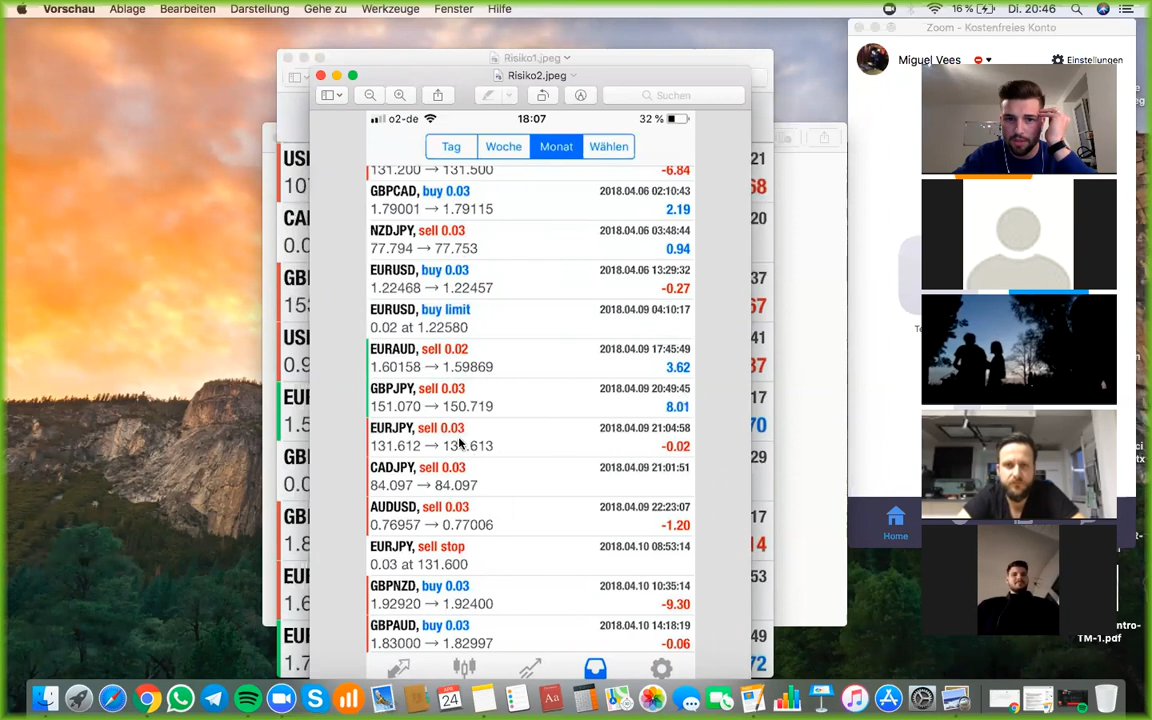 Vorschau Ablage Bearbeiten Darstellung Gehe zu Werkzeuge Fenster Hilfe 16 % Di. 20:46
Risiko1.jpeg
Risiko2.jpeg
Suchen
Zoom - Kostenfreies Konto
Miguel Vees
Einstellungen
Home
o2-de 18:07 32 %
Tag Woche Monat Wählen
131.200 → 131.500 -6.84
GBPCAD, buy 0.03 2018.04.06 02:10:43
1.79001 → 1.79115 2.19
NZDJPY, sell 0.03 2018.04.06 03:48:44
77.794 → 77.753 0.94
EURUSD, buy 0.03 2018.04.06 13:29:32
1.22468 → 1.22457 -0.27
EURUSD, buy limit 2018.04.09 04:10:17
0.02 at 1.22580
EURAUD, sell 0.02 2018.04.09 17:45:49
1.60158 → 1.59869 3.62
GBPJPY, sell 0.03 2018.04.09 20:49:45
151.070 → 150.719 8.01
EURJPY, sell 0.03 2018.04.09 21:04:58
131.612 → 131.613 -0.02
CADJPY, sell 0.03 2018.04.09 21:01:51
84.097 → 84.097
AUDUSD, sell 0.03 2018.04.09 22:23:07
0.76957 → 0.77006 -1.20
EURJPY, sell stop 2018.04.10 08:53:14
0.03 at 131.600
GBPNZD, buy 0.03 2018.04.10 10:35:14
1.92920 → 1.92400 -9.30
GBPAUD, buy 0.03 2018.04.10 14:18:19
1.83000 → 1.82997 -0.06
TM-1.pdf
APR
24